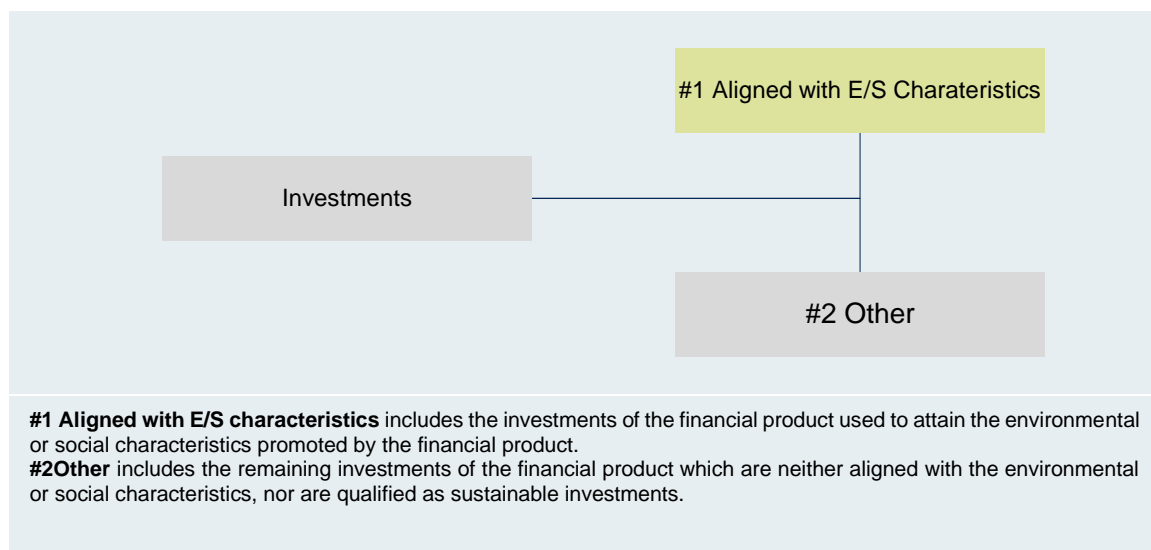 #1 Aligned with E/S Charateristics
Investments
#2 Other
#1 Aligned with E/S characteristics includes the investments of the financial product used to attain the environmental
or social characteristics promoted by the financial product.
#2Other includes the remaining investments of the financial product which are neither aligned with the environmental
or social characteristics, nor are qualified as sustainable investments.